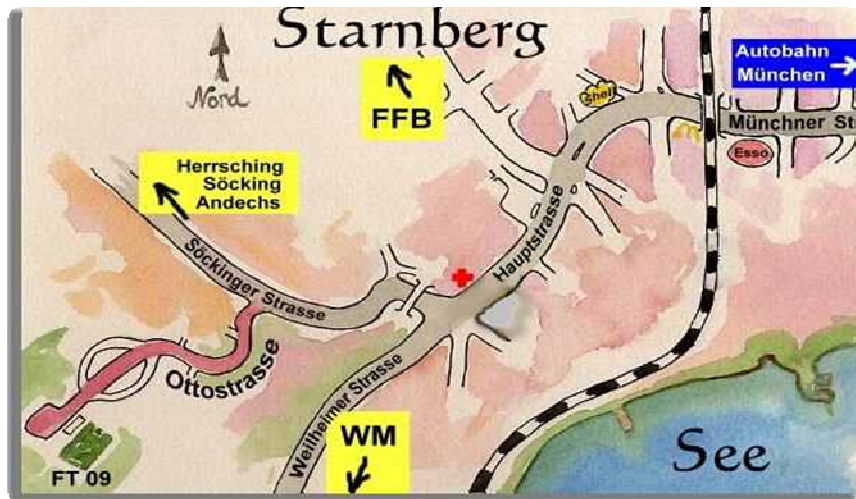 Starnberg
Nord
FFB
Shell
Autobahn
München
Münchner St
Esso
Herrsching
Söcking
Andechs
Hauptstrasse
Söckinger Strasse
Ottostrasse
Weilheimer Strasse
WM
See
FT 09